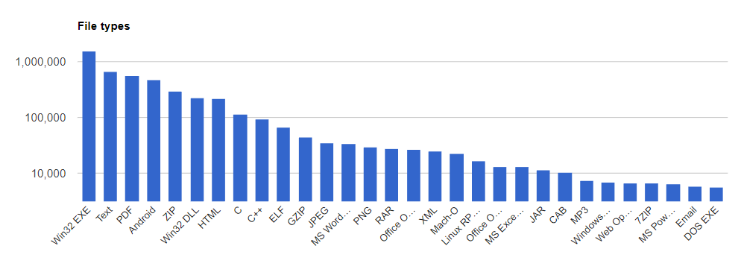 File types
1,000,000
100,000
10,000
Win32 EXE
Text
PDF
Android
ZIP
Win32 DLL
HTML
C
C++
ELF
GZIP
JPEG
MS Word…
PNG
RAR
Office O…
XML
Mach-O
Linux RP…
Office O…
MS Exce…
JAR
CAB
MP3
Windows…
Web Op…
7ZIP
MS Pow…
Email
DOS EXE